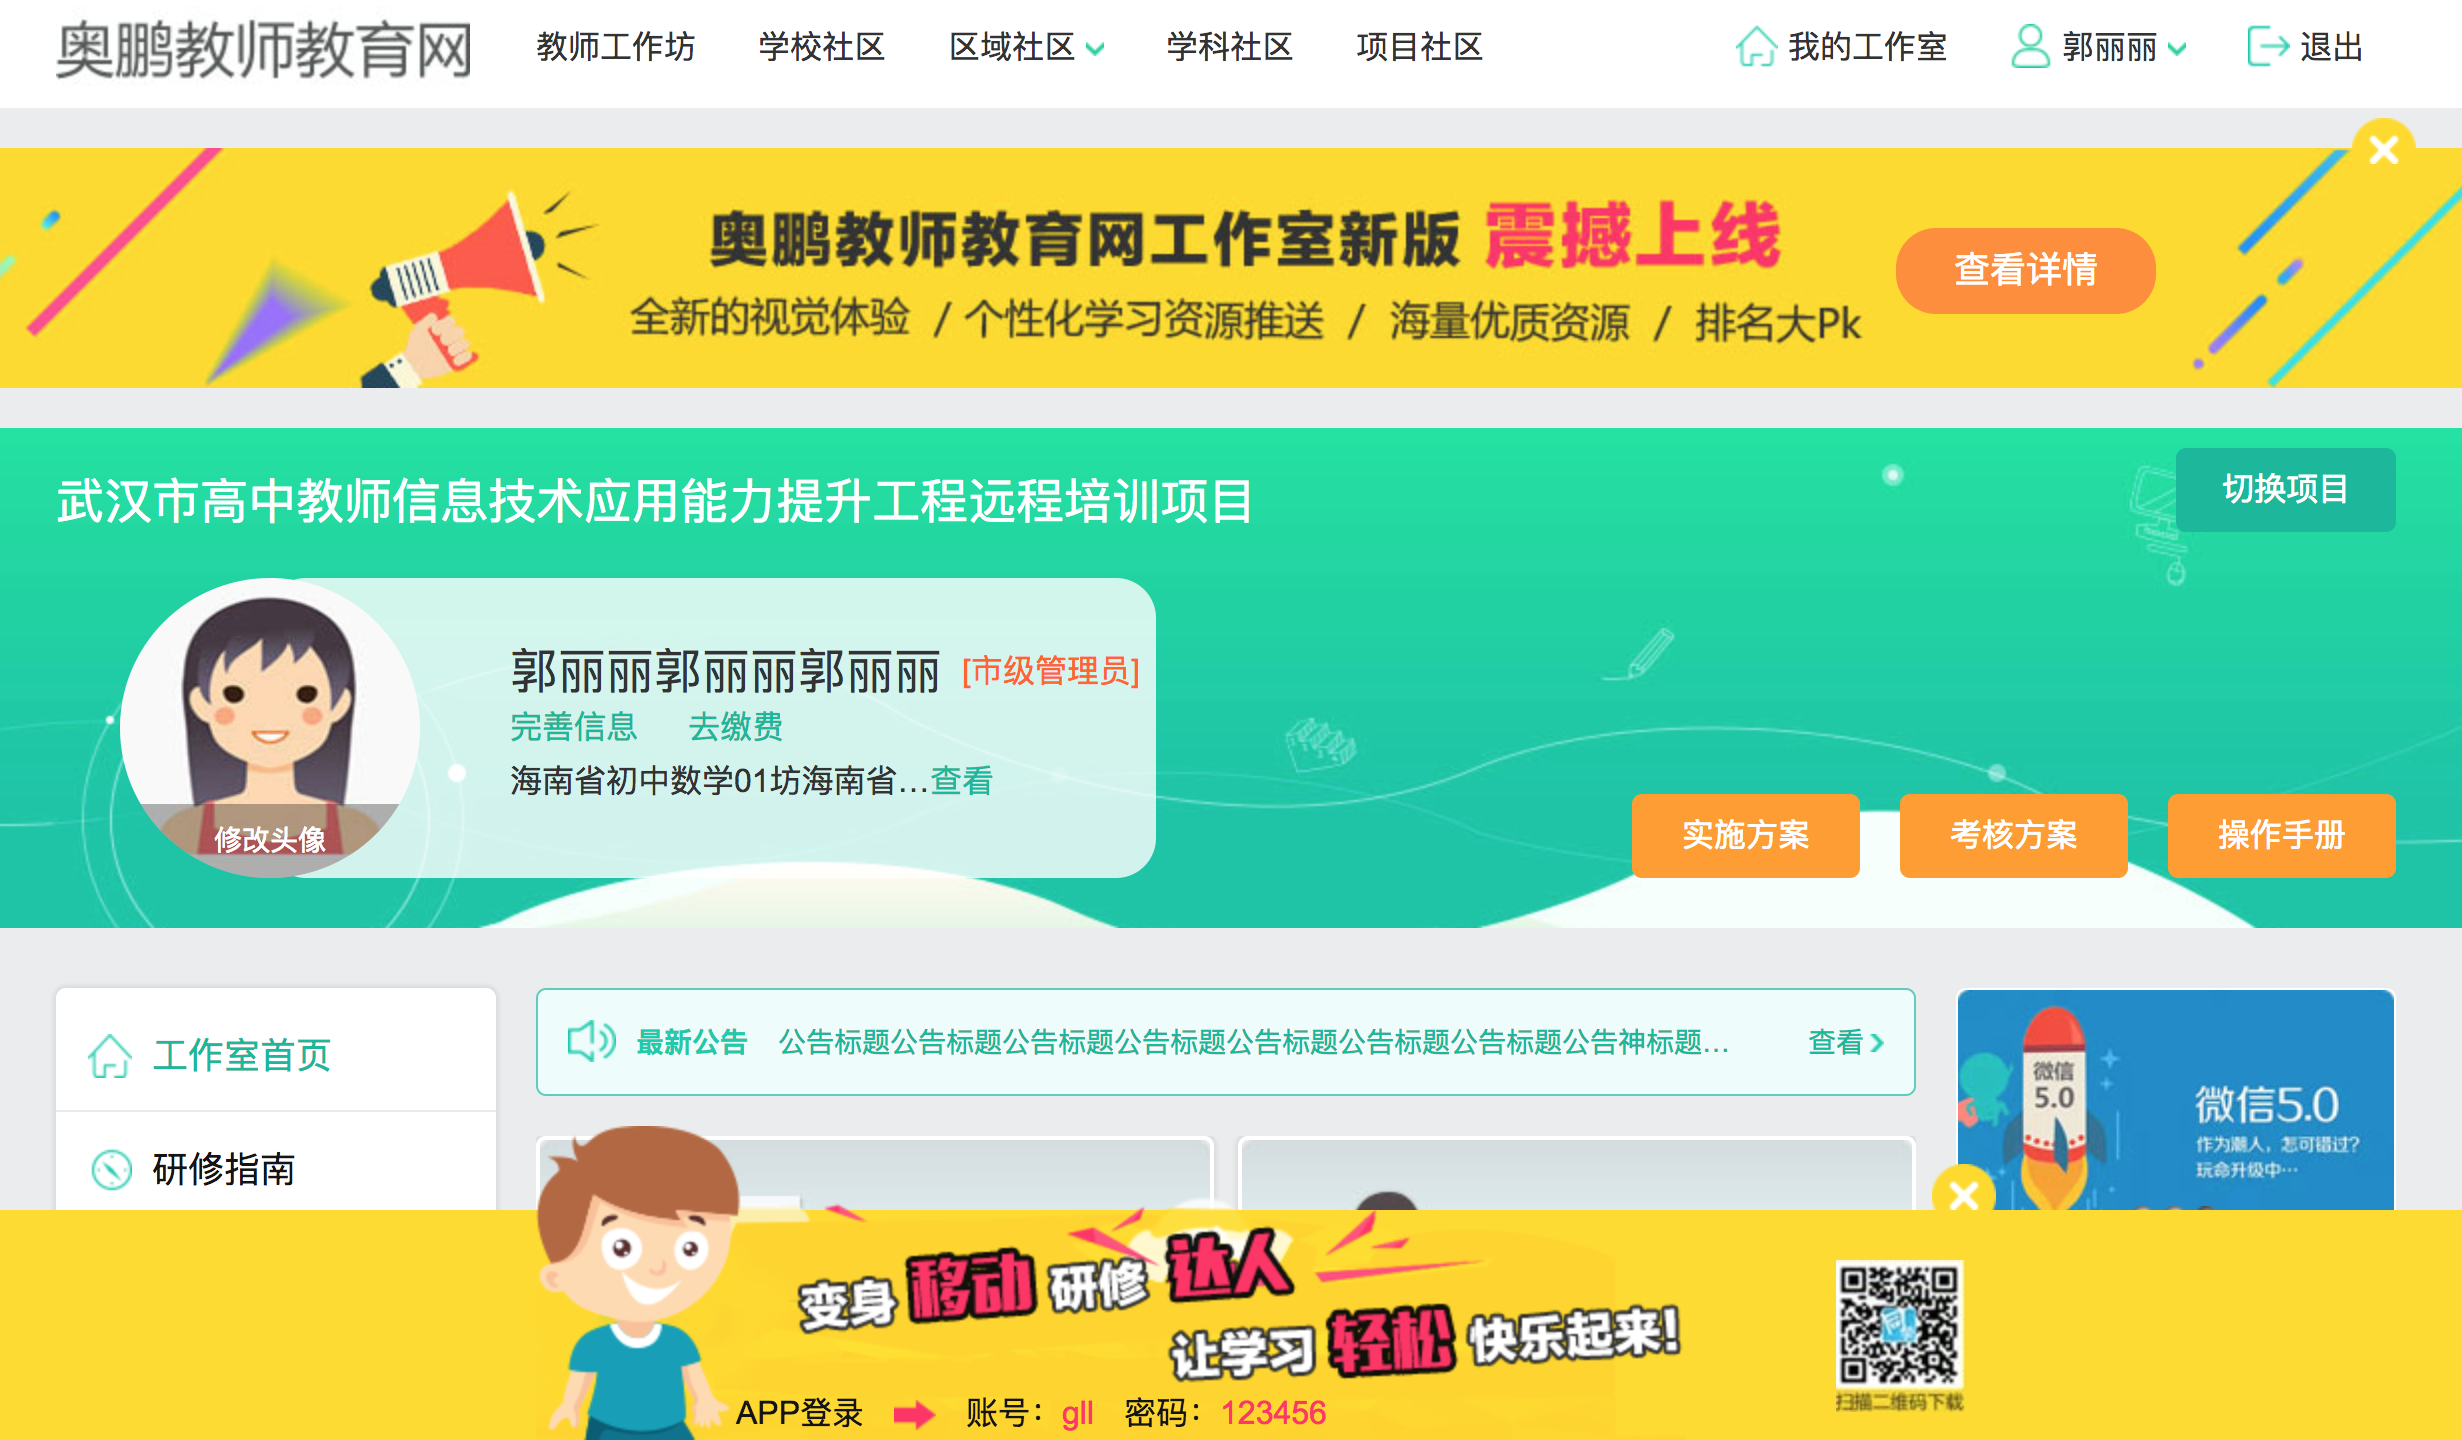 奥鹏教师教育网
教师工作坊 学校社区 区域社区 学科社区 项目社区 我的工作室 郭丽丽 退出
奥鹏教师教育网工作室新版 震撼上线
全新的视觉体验 / 个性化学习资源推送 / 海量优质资源 / 排名大Pk
查看详情
武汉市高中教师信息技术应用能力提升工程远程培训项目
切换项目
郭丽丽郭丽丽郭丽丽 [市级管理员]
完善信息 去缴费
海南省初中数学01坊海南省...查看
修改头像
实施方案 考核方案 操作手册
工作室首页
研修指南
最新公告 公告标题公告标题公告标题公告标题公告标题公告标题公告标题公告神标题... 查看
微信
5.0
微信5.0
作为潮人，怎可错过?
玩命升级中...
变身 移动 研修 达人
让学习 轻松 快乐起来!
APP登录 账号：gll 密码：123456
扫描二维码下载